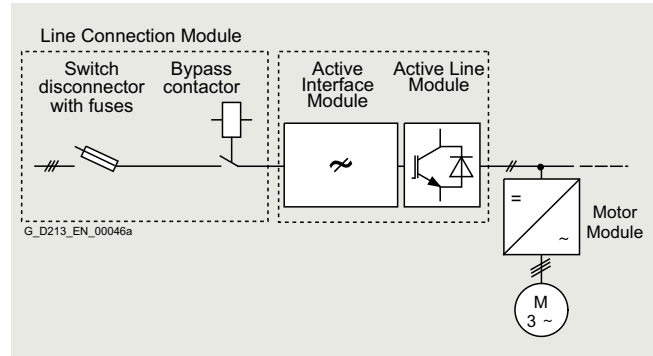 Line Connection Module
Switch
disconnector
with fuses
Bypass
contactor
Active
Interface
Module
Active Line
Module
G_D213_EN_00046a
=
~
Motor
Module
M
3 ~